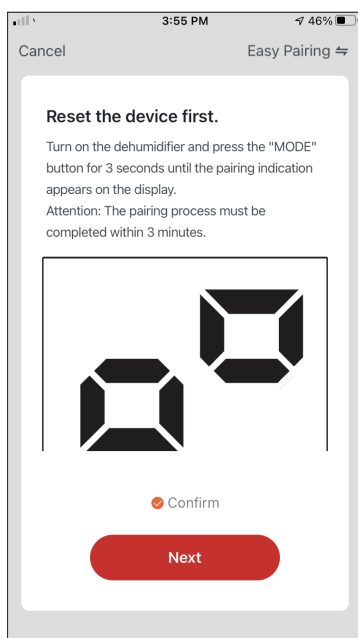 3:55 PM
46%
Cancel
Easy Pairing
Reset the device first.
Turn on the dehumidifier and press the "MODE"
button for 3 seconds until the pairing indication
appears on the display.
Attention: The pairing process must be
completed within 3 minutes.
Confirm
Next